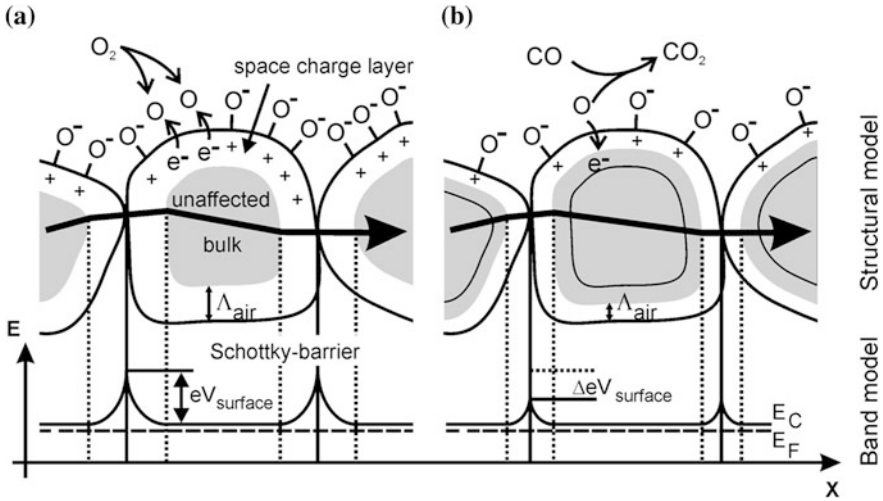 (a)
O₂
O
O
space charge layer
O⁻
O⁻
O⁻
O⁻
O⁻
O⁻
O⁻
O⁻
O⁻
e⁻
e⁻
+
+
+
+
+
+
+
+
+
+
unaffected
bulk
Λair
E
Schottky-barrier
eVsurface
(b)
CO
CO₂
O
O⁻
O⁻
O⁻
O⁻
O⁻
O⁻
O⁻
e⁻
+
+
+
+
+
+
Λair
ΔeVsurface
EC
EF
x
Structural model
Band model